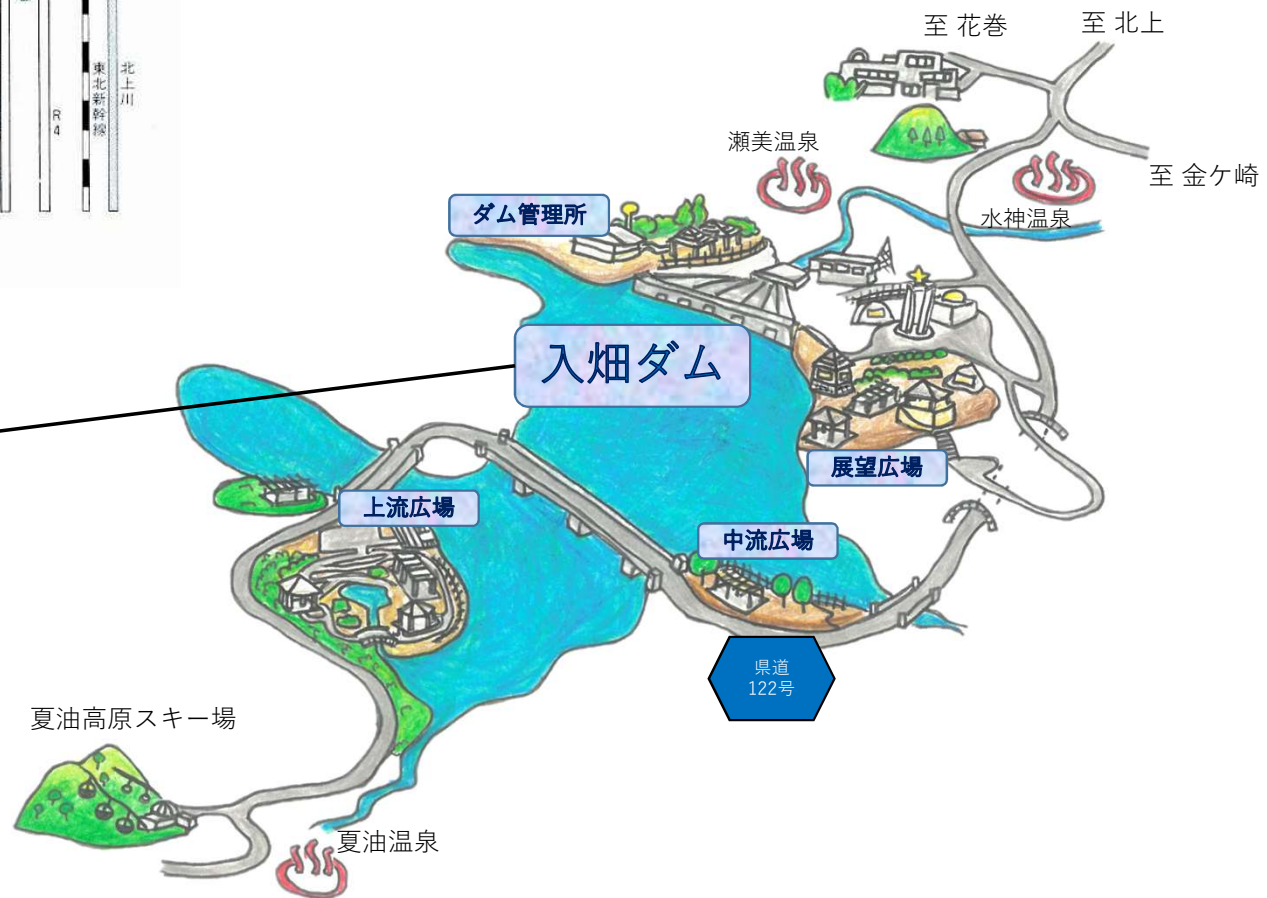 至 花巻
至 北上
北上川
東北新幹線
R4
瀬美温泉
至 金ケ崎
ダム管理所
水神温泉
入畑ダム
展望広場
上流広場
中流広場
県道
122号
夏油高原スキー場
夏油温泉